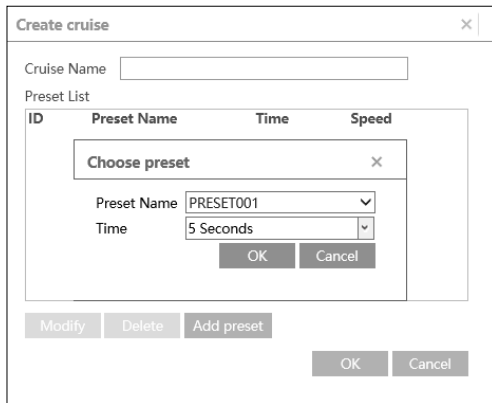 Create cruise
Cruise Name
Preset List
ID Preset Name Time Speed
Choose preset
Preset Name PRESET001
Time 5 Seconds
OK Cancel
Modify Delete Add preset
OK Cancel